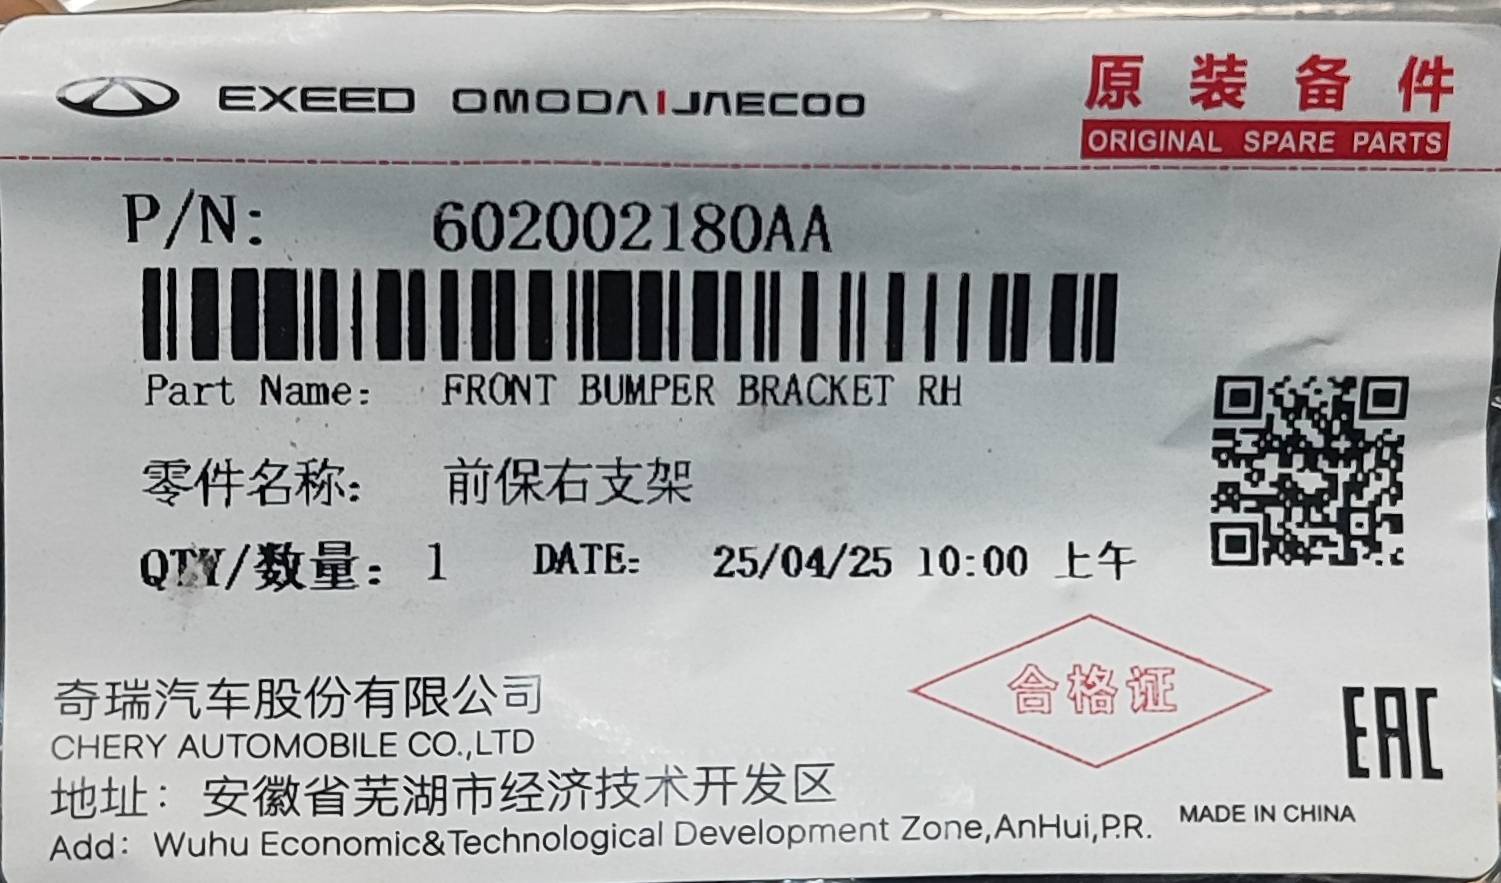 EXEED OMODA|JAECOO
原装备件
ORIGINAL SPARE PARTS
P/N: 602002180AA
Part Name: FRONT BUMPER BRACKET RH
零件名称: 前保右支架
QTY/数量: 1 DATE: 25/04/25 10:00 上午
合格证
EAC
奇瑞汽车股份有限公司
CHERY AUTOMOBILE CO.,LTD
地址：安徽省芜湖市经济技术开发区
Add: Wuhu Economic&Technological Development Zone,AnHui,P.R.
MADE IN CHINA